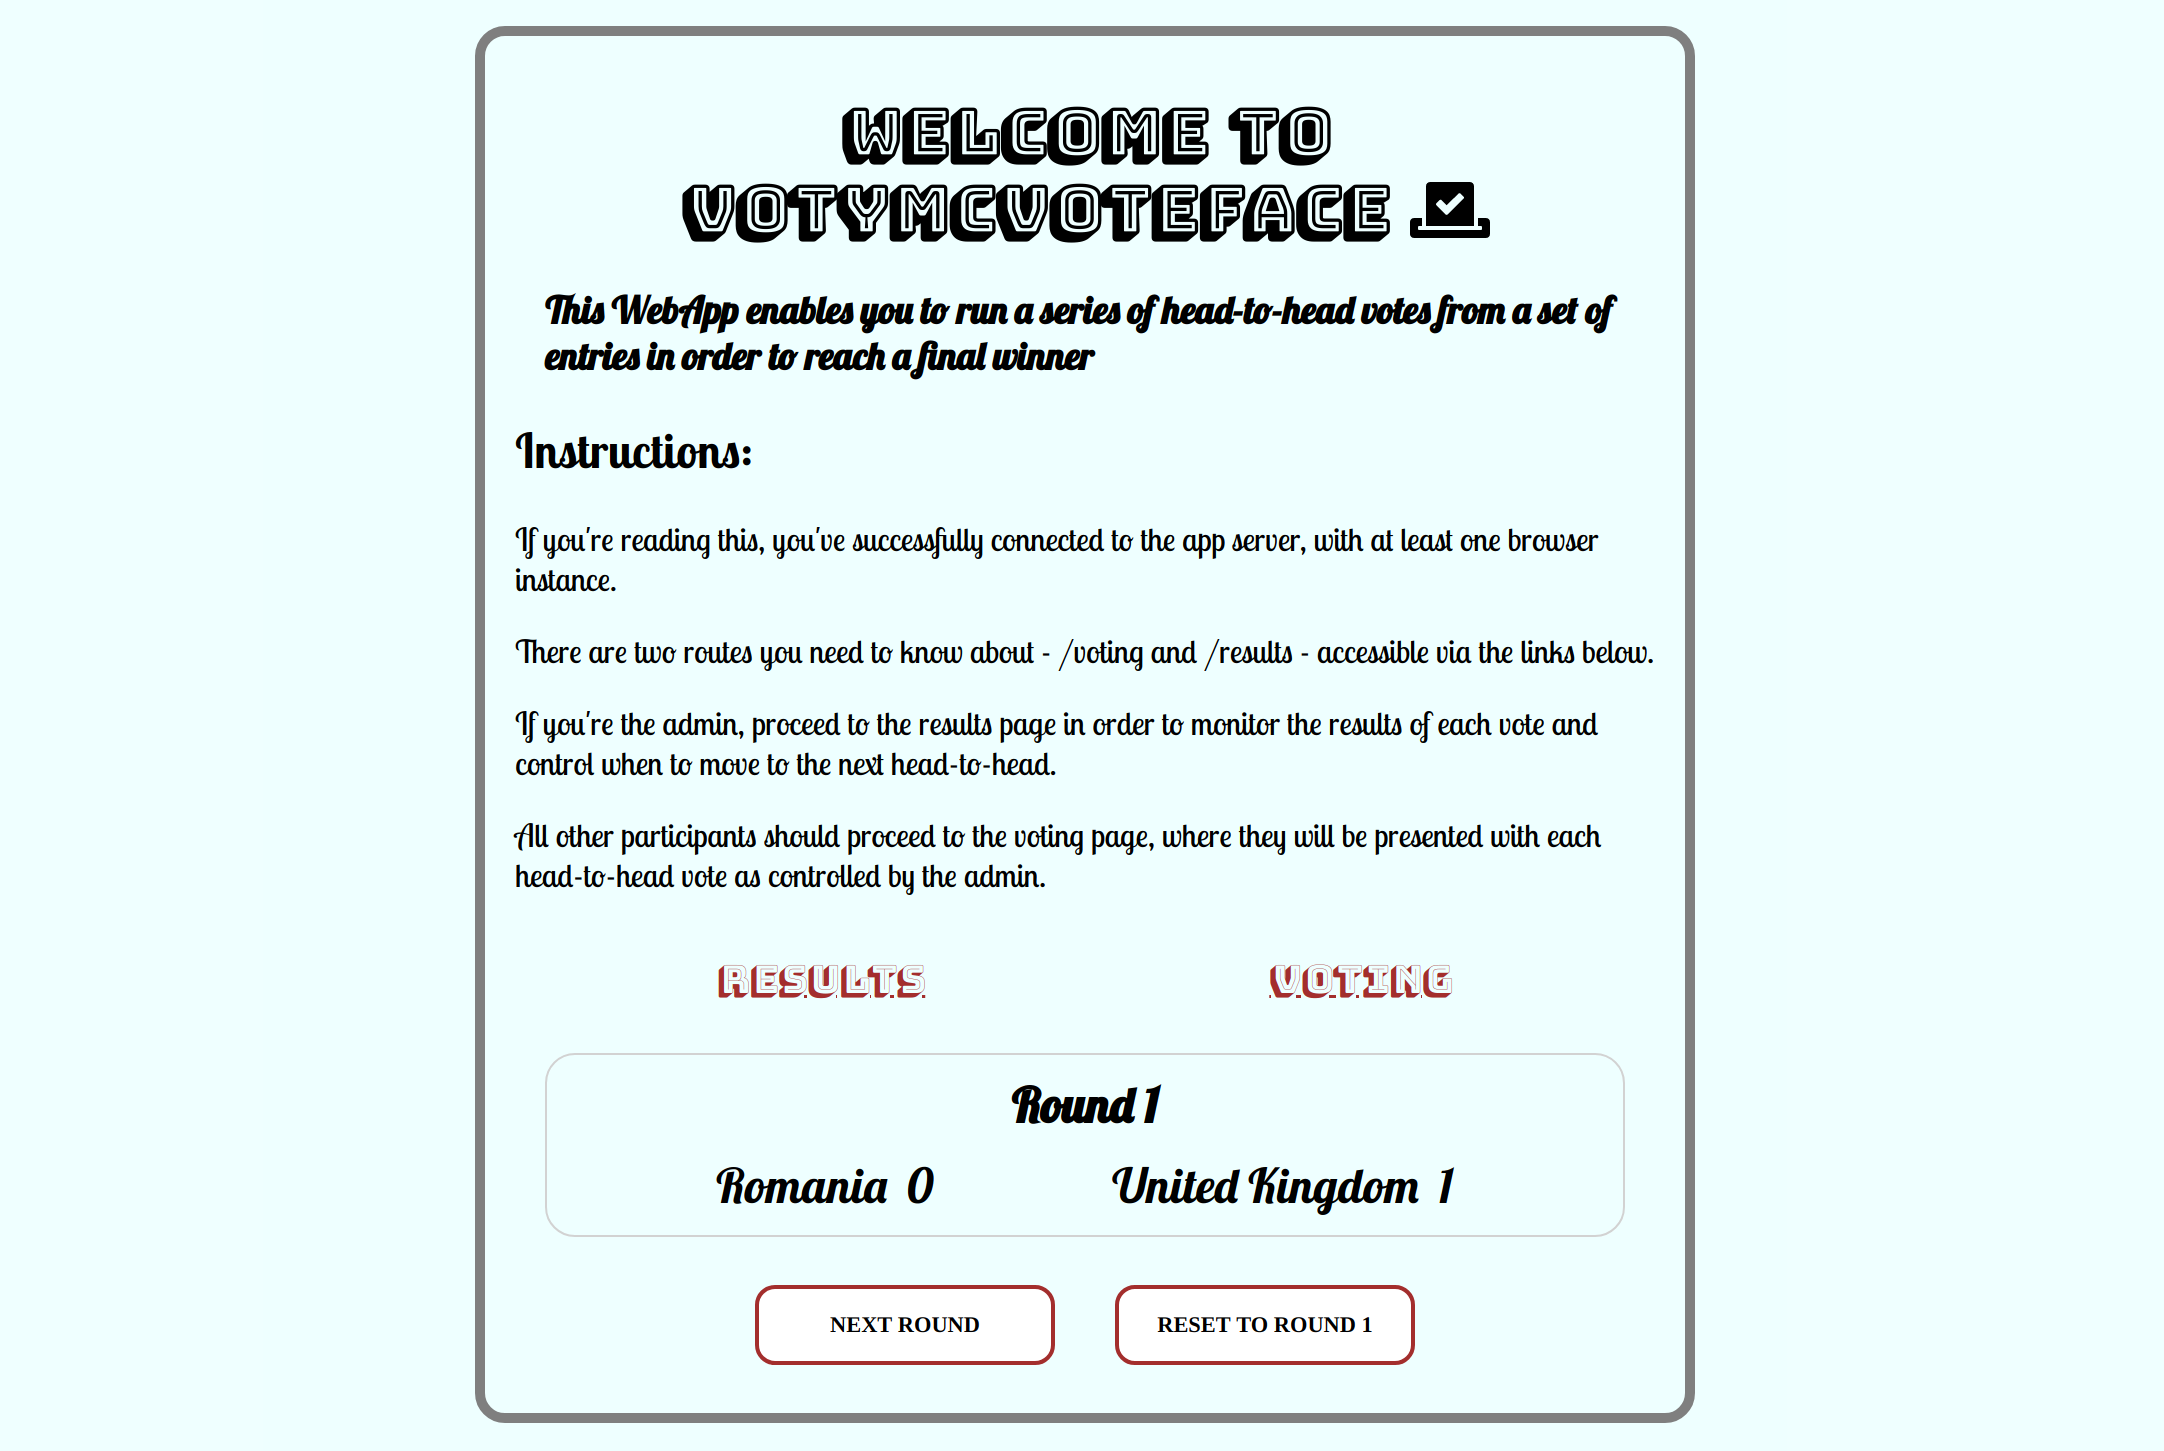 WELCOME TO
VOTYMCVOTEFACE
This WebApp enables you to run a series of head-to-head votes from a set of
entries in order to reach a final winner
Instructions:
If you're reading this, you've successfully connected to the app server, with at least one browser
instance.
There are two routes you need to know about - /voting and /results - accessible via the links below.
If you're the admin, proceed to the results page in order to monitor the results of each vote and
control when to move to the next head-to-head.
All other participants should proceed to the voting page, where they will be presented with each
head-to-head vote as controlled by the admin.
RESULTS VOTING
Round 1
Romania 0 United Kingdom 1
NEXT ROUND RESET TO ROUND 1